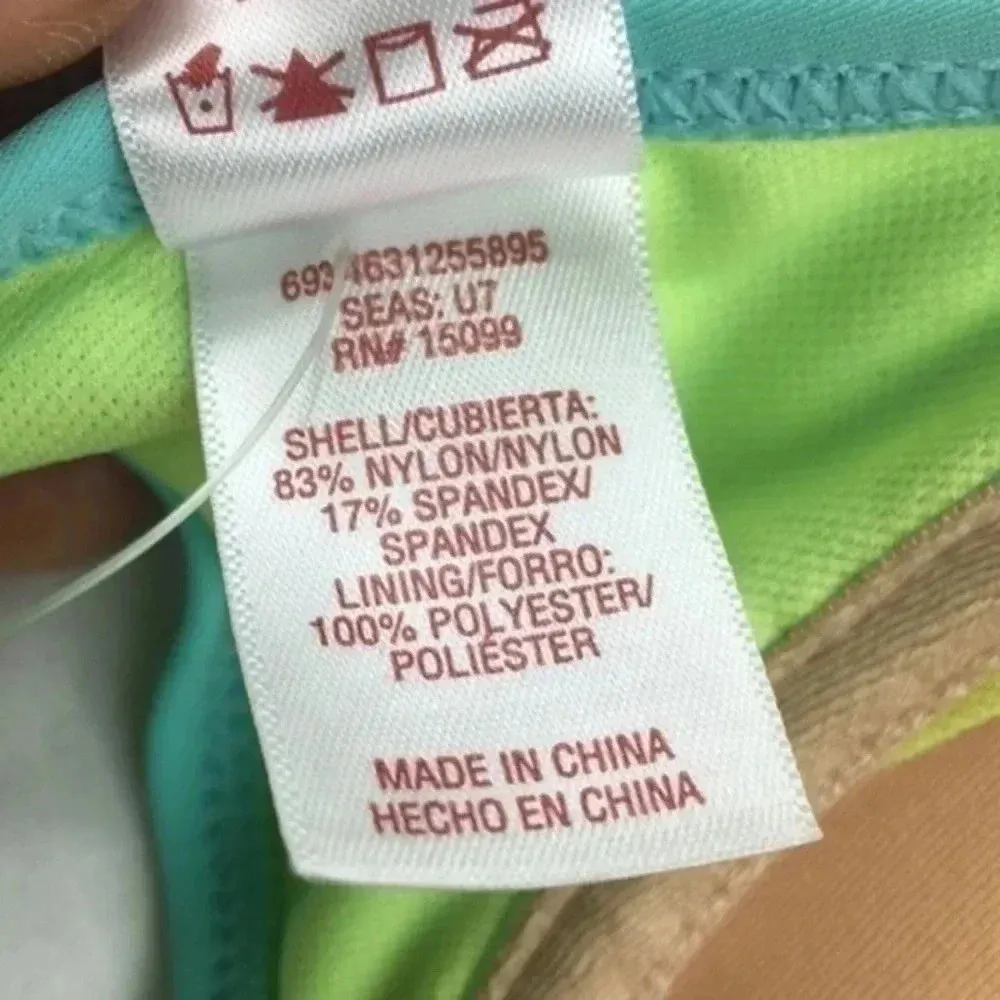 4631255895
SEAS: U7
RN# 15099
SHELL/CUBIERTA:
83% NYLON/NYLON
17% SPANDEX/
SPANDEX
LINING/FORRO:
100% POLYESTER/
POLIÉSTER
MADE IN CHINA
HECHO EN CHINA